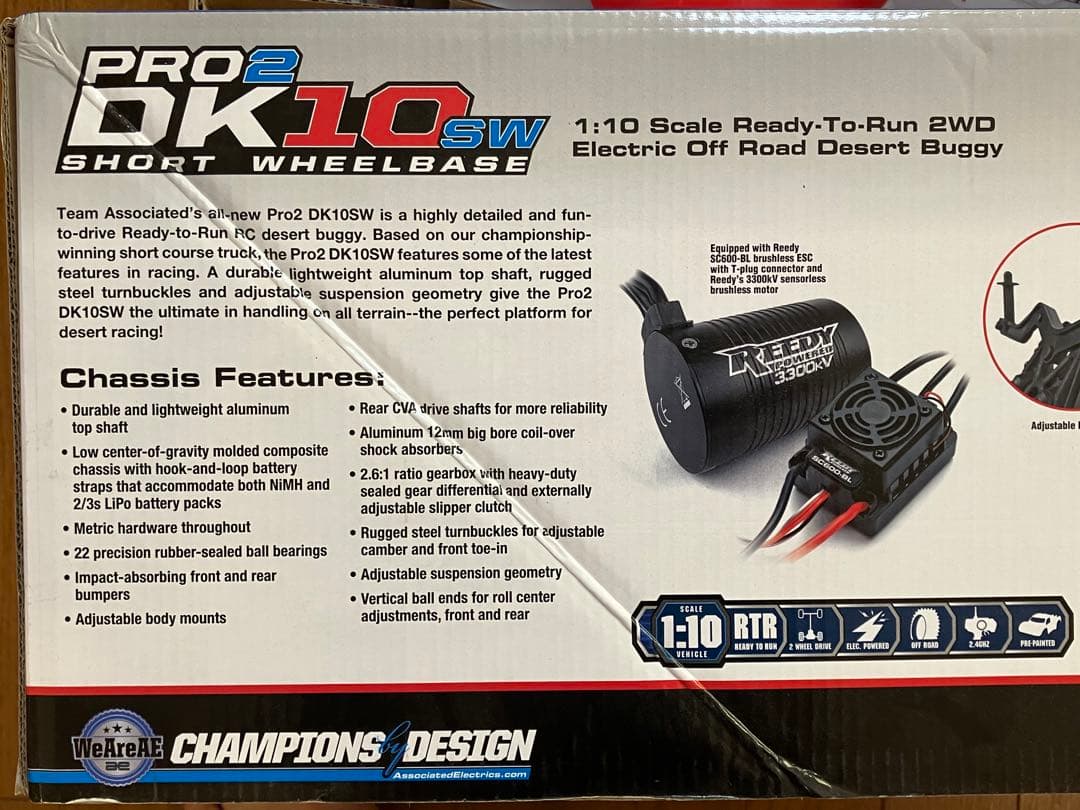 PRO2
DK10SW
SHORT WHEELBASE
1:10 Scale Ready-To-Run 2WD
Electric Off Road Desert Buggy
Team Associated's all-new Pro2 DK10SW is a highly detailed and fun-
to-drive Ready-to-Run RC desert buggy. Based on our championship-
winning short course truck, the Pro2 DK10SW features some of the latest
features in racing. A durable lightweight aluminum top shaft, rugged
steel turnbuckles and adjustable suspension geometry give the Pro2
DK10SW the ultimate in handling on all terrain--the perfect platform for
desert racing!
Chassis Features:
• Durable and lightweight aluminum
top shaft
• Low center-of-gravity molded composite
chassis with hook-and-loop battery
straps that accommodate both NiMH and
2/3s LiPo battery packs
• Metric hardware throughout
• 22 precision rubber-sealed ball bearings
• Impact-absorbing front and rear
bumpers
• Adjustable body mounts
• Rear CVA drive shafts for more reliability
• Aluminum 12mm big bore coil-over
shock absorbers
• 2.6:1 ratio gearbox with heavy-duty
sealed gear differential and externally
adjustable slipper clutch
• Rugged steel turnbuckles for adjustable
camber and front toe-in
• Adjustable suspension geometry
• Vertical ball ends for roll center
adjustments, front and rear
Equipped with Reedy
SC600-BL brushless ESC
with T-plug connector and
Reedy's 3300kV sensorless
brushless motor
REEDY
POWERED
3300kV
REEDY
SC600-BL
Adjustable
SCALE
1:10
VEHICLE
RTR
READY TO RUN
2 WHEEL DRIVE
ELEC. POWERED
OFF ROAD
2.4GHZ
PRE-PAINTED
WeAreAE
ae
CHAMPIONS by DESIGN
AssociatedElectrics.com